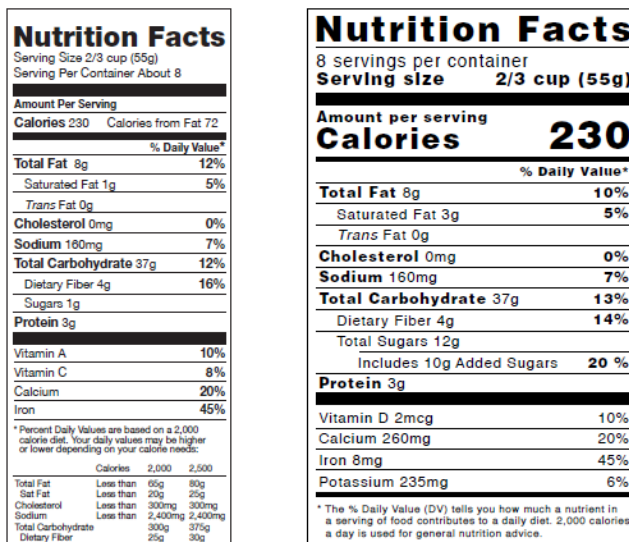 Nutrition Facts
Serving Size 2/3 cup (55g)
Serving Per Container About 8
Amount Per Serving
Calories 230 Calories from Fat 72
% Daily Value*
Total Fat 8g 12%
Saturated Fat 1g 5%
Trans Fat 0g
Cholesterol 0mg 0%
Sodium 160mg 7%
Total Carbohydrate 37g 12%
Dietary Fiber 4g 16%
Sugars 1g
Protein 3g
Vitamin A 10%
Vitamin C 8%
Calcium 20%
Iron 45%
* Percent Daily Values are based on a 2,000
calorie diet. Your daily values may be higher
or lower depending on your calorie needs:
Calories 2,000 2,500
Total Fat Less than 65g 80g
Sat Fat Less than 20g 25g
Cholesterol Less than 300mg 300mg
Sodium Less than 2,400mg 2,400mg
Total Carbohydrate 300g 375g
Dietary Fiber 25g 30g
Nutrition Facts
8 servings per container
Serving size 2/3 cup (55g)
Amount per serving
Calories 230
% Daily Value*
Total Fat 8g 10%
Saturated Fat 3g 5%
Trans Fat 0g
Cholesterol 0mg 0%
Sodium 160mg 7%
Total Carbohydrate 37g 13%
Dietary Fiber 4g 14%
Total Sugars 12g
Includes 10g Added Sugars 20 %
Protein 3g
Vitamin D 2mcg 10%
Calcium 260mg 20%
Iron 8mg 45%
Potassium 235mg 6%
* The % Daily Value (DV) tells you how much a nutrient in
a serving of food contributes to a daily diet. 2,000 calories
a day is used for general nutrition advice.